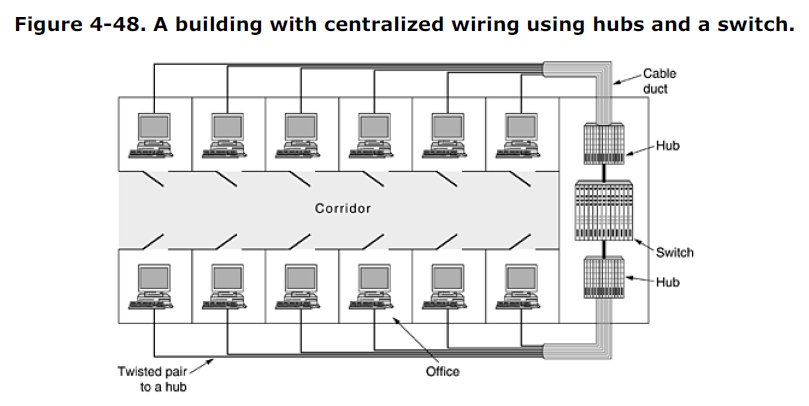 Figure 4-48. A building with centralized wiring using hubs and a switch.
Cable
duct
Hub
Corridor
Switch
Hub
Twisted pair
to a hub
Office